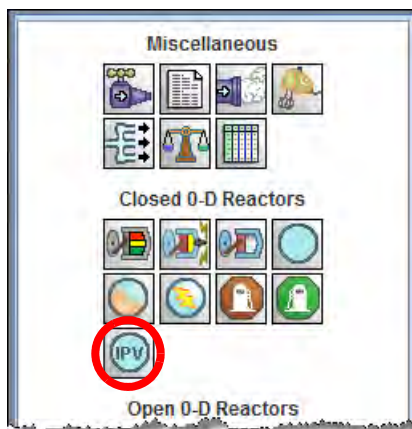 Miscellaneous
Closed 0-D Reactors
IPV
Open 0-D Reactors